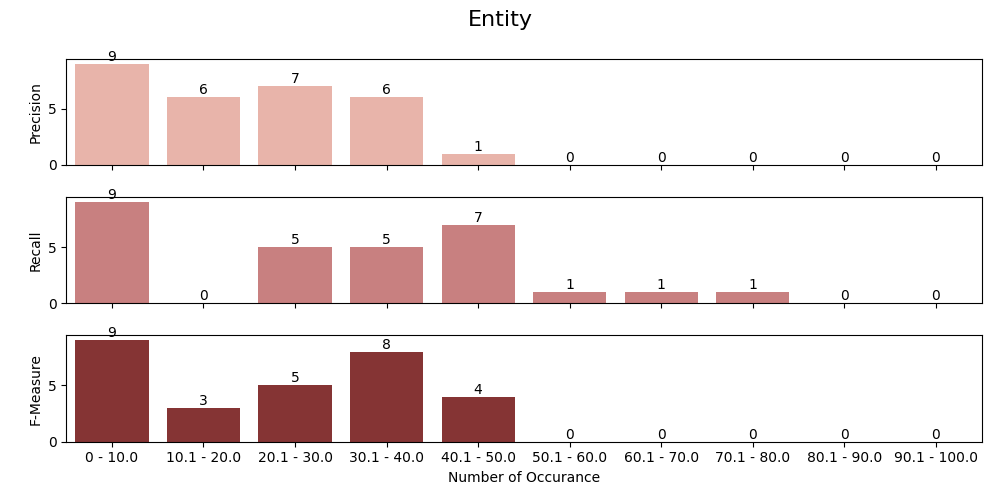 Entity
Precision
5
0
9 6 7 6 1 0 0 0 0 0
Recall
5
0
9 0 5 5 7 1 1 1 0 0
F-Measure
5
0
9 3 5 8 4 0 0 0 0 0
0 - 10.0 10.1 - 20.0 20.1 - 30.0 30.1 - 40.0 40.1 - 50.0 50.1 - 60.0 60.1 - 70.0 70.1 - 80.0 80.1 - 90.0 90.1 - 100.0
Number of Occurance